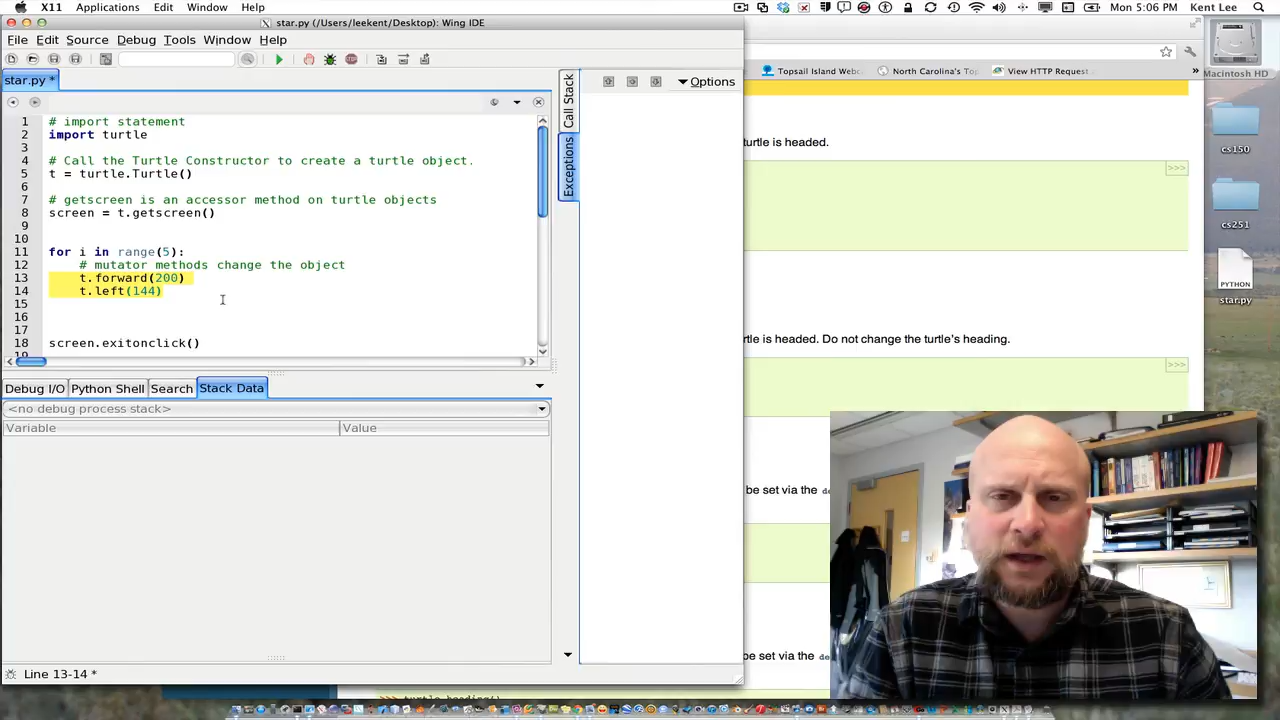 X11 Applications Edit Window Help
Mon 5:06 PM Kent Lee
star.py (/Users/leekent/Desktop): Wing IDE
File Edit Source Debug Tools Window Help
star.py *
Options
Call Stack
Exceptions
1 # import statement
2 import turtle
3
4 # Call the Turtle Constructor to create a turtle object.
5 t = turtle.Turtle()
6
7 # getscreen is an accessor method on turtle objects
8 screen = t.getscreen()
9
10
11 for i in range(5):
12 # mutator methods change the object
13 t.forward(200)
14 t.left(144)
15
16
17
18 screen.exitonclick()
19
Debug I/O Python Shell Search Stack Data
<no debug process stack>
Variable Value
Line 13-14 *
Topsail Island Webc
North Carolina's Top
View HTTP Request
»
turtle is headed.
>>>
rtle is headed. Do not change the turtle's heading.
>>>
be set via the
be set via the
>>> turtle.heading()
Macintosh HD
cs150
cs251
PYTHON
star.py